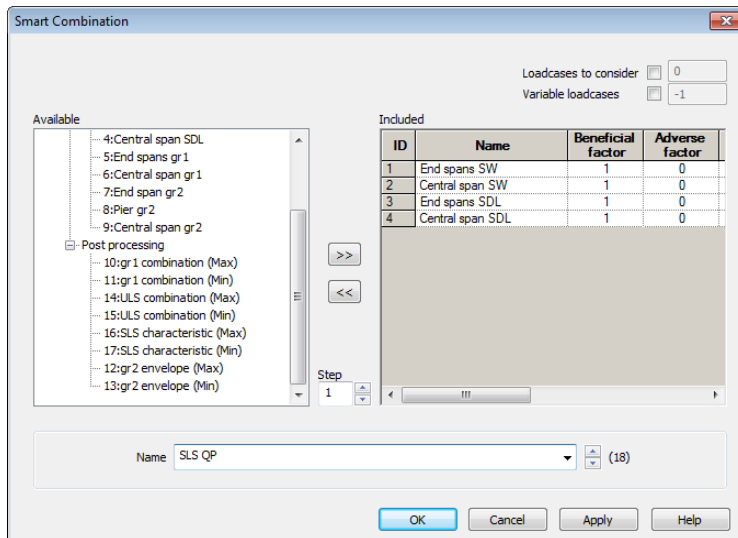 Smart Combination
Loadcases to consider 0
Variable loadcases -1
Available
4:Central span SDL
5:End spans gr1
6:Central span gr1
7:End span gr2
8:Pier gr2
9:Central span gr2
Post processing
10:gr1 combination (Max)
11:gr1 combination (Min)
14:ULS combination (Max)
15:ULS combination (Min)
16:SLS characteristic (Max)
17:SLS characteristic (Min)
12:gr2 envelope (Max)
13:gr2 envelope (Min)
>>
<<
Step
1
Included
ID Name Beneficial factor Adverse factor
1 End spans SW 1 0
2 Central span SW 1 0
3 End spans SDL 1 0
4 Central span SDL 1 0
Name SLS QP (18)
OK Cancel Apply Help